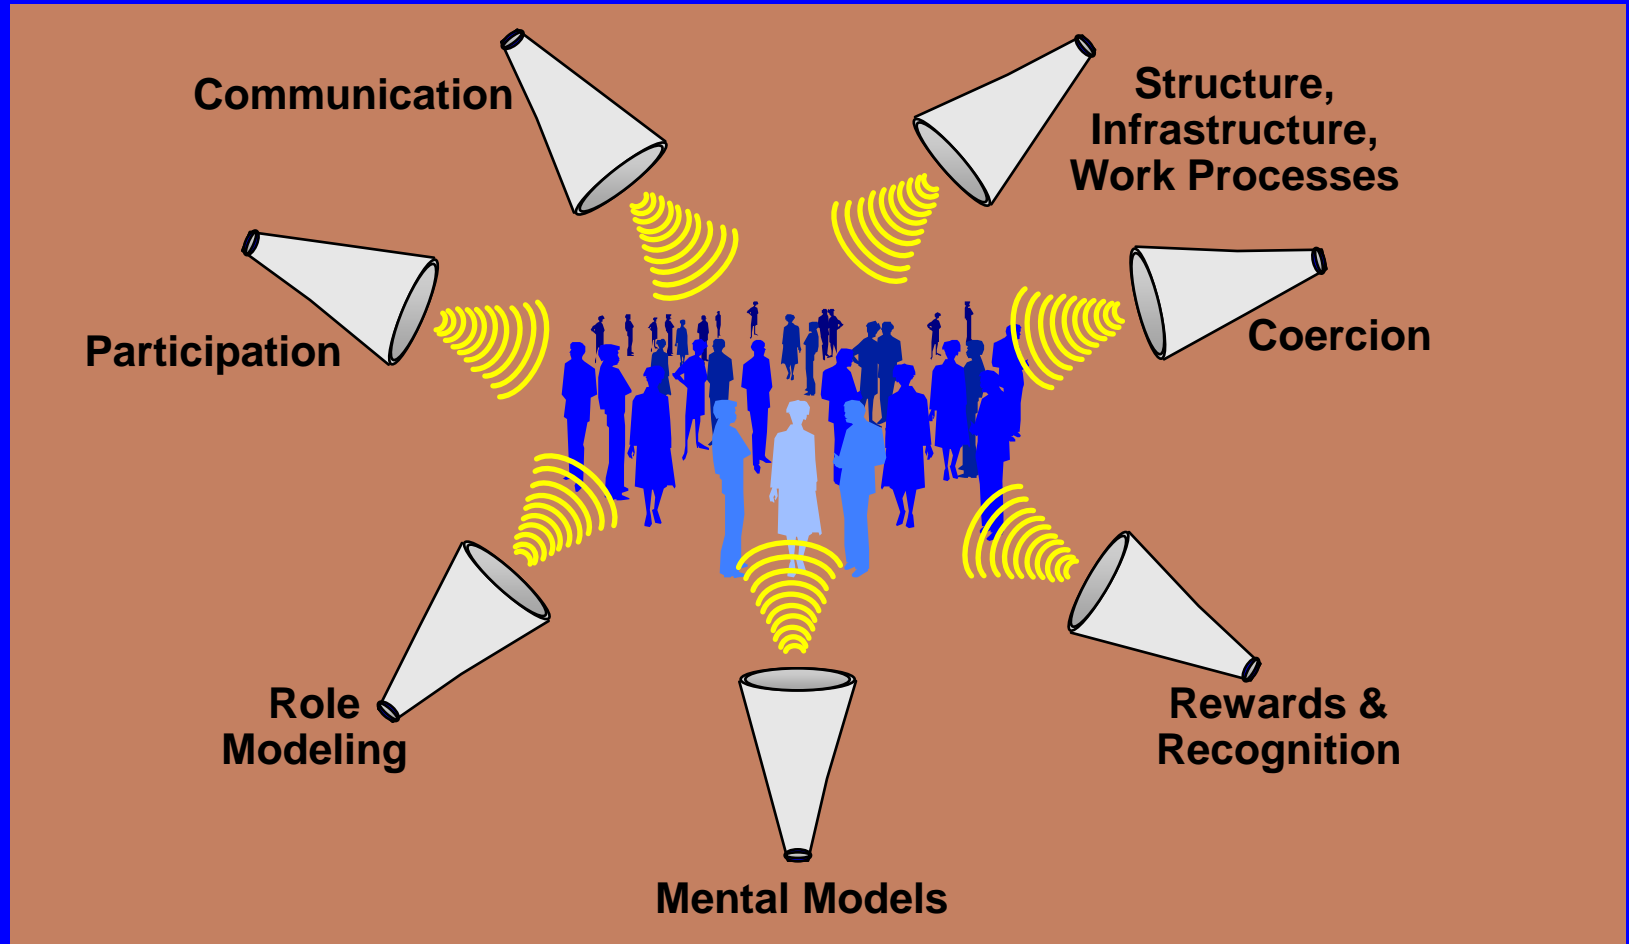 Communication
Structure,
Infrastructure,
Work Processes
Participation
Coercion
Role
Modeling
Rewards &
Recognition
Mental Models